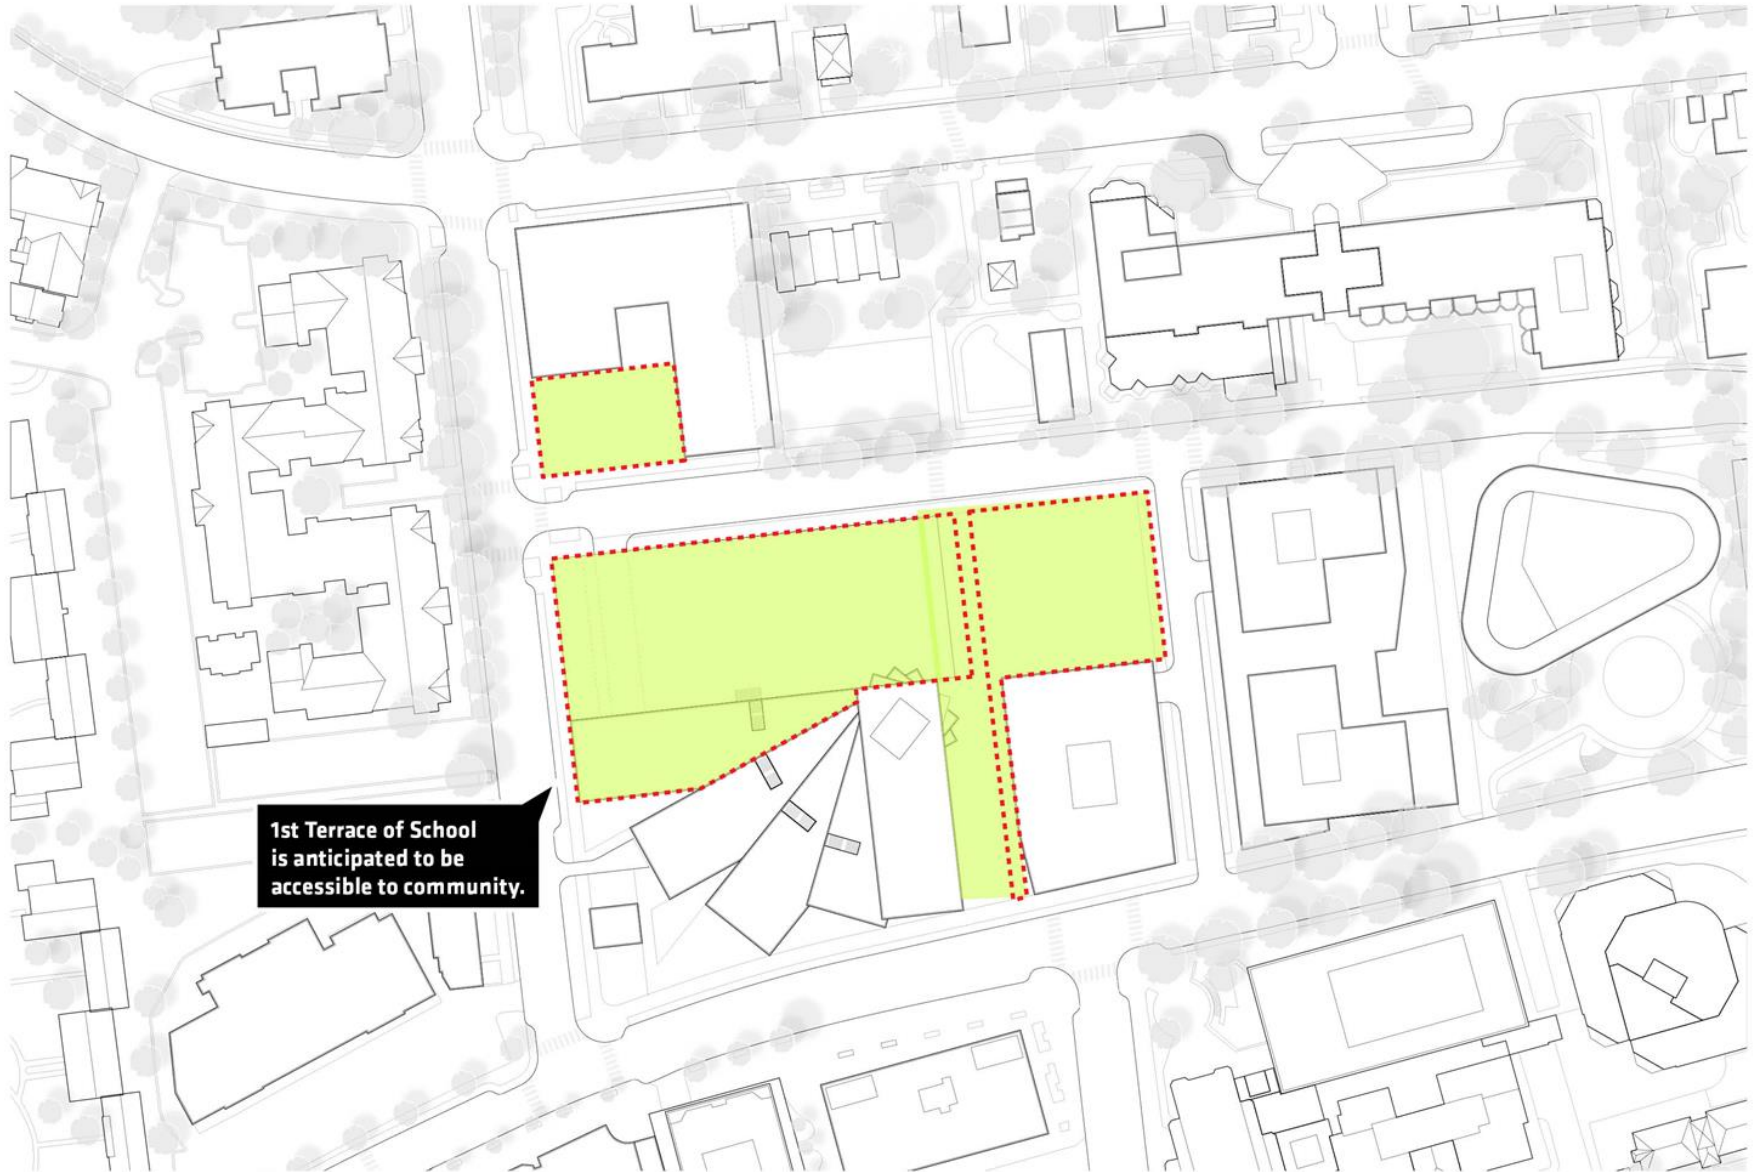 1st Terrace of School
is anticipated to be
accessible to community.